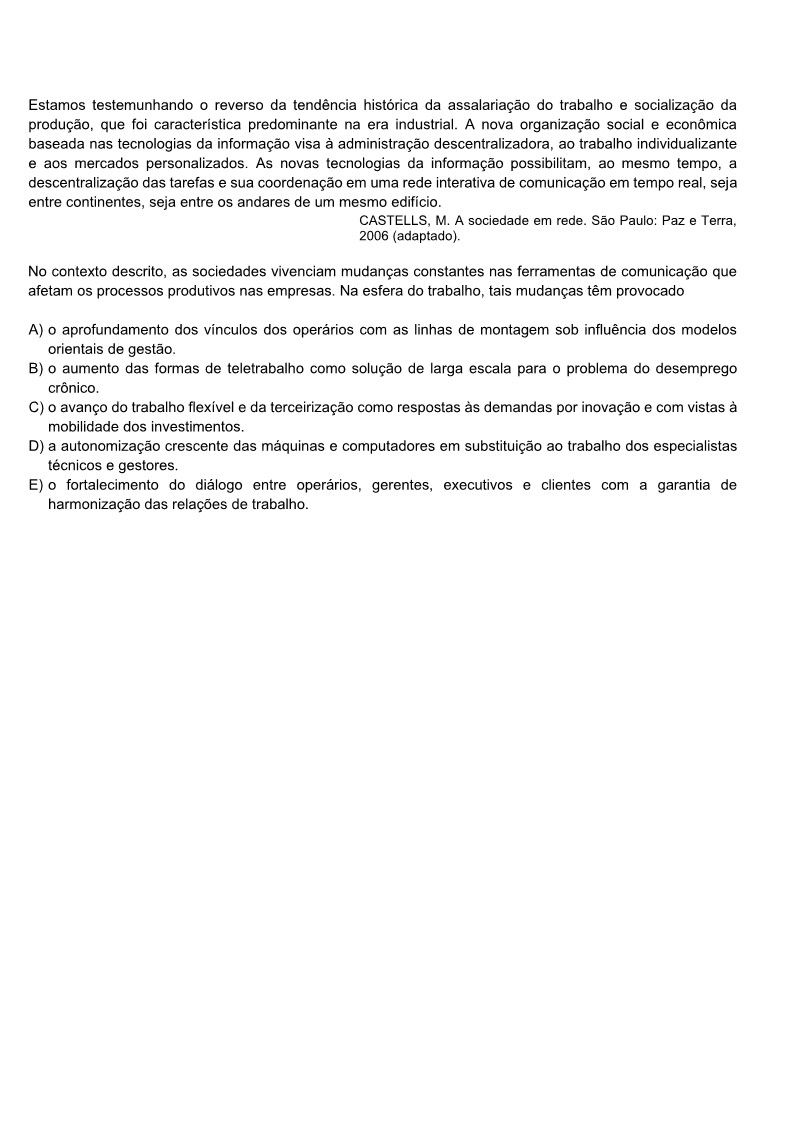 Estamos testemunhando o reverso da tendência histórica da assalariação do trabalho e socialização da
produção, que foi característica predominante na era industrial. A nova organização social e econômica
baseada nas tecnologias da informação visa à administração descentralizadora, ao trabalho individualizante
e aos mercados personalizados. As novas tecnologias da informação possibilitam, ao mesmo tempo, a
descentralização das tarefas e sua coordenação em uma rede interativa de comunicação em tempo real, seja
entre continentes, seja entre os andares de um mesmo edifício.
CASTELLS, M. A sociedade em rede. São Paulo: Paz e Terra,
2006 (adaptado).
No contexto descrito, as sociedades vivenciam mudanças constantes nas ferramentas de comunicação que
afetam os processos produtivos nas empresas. Na esfera do trabalho, tais mudanças têm provocado
A) o aprofundamento dos vínculos dos operários com as linhas de montagem sob influência dos modelos
orientais de gestão.
B) o aumento das formas de teletrabalho como solução de larga escala para o problema do desemprego
crônico.
C) o avanço do trabalho flexível e da terceirização como respostas às demandas por inovação e com vistas à
mobilidade dos investimentos.
D) a autonomização crescente das máquinas e computadores em substituição ao trabalho dos especialistas
técnicos e gestores.
E) o fortalecimento do diálogo entre operários, gerentes, executivos e clientes com a garantia de
harmonização das relações de trabalho.